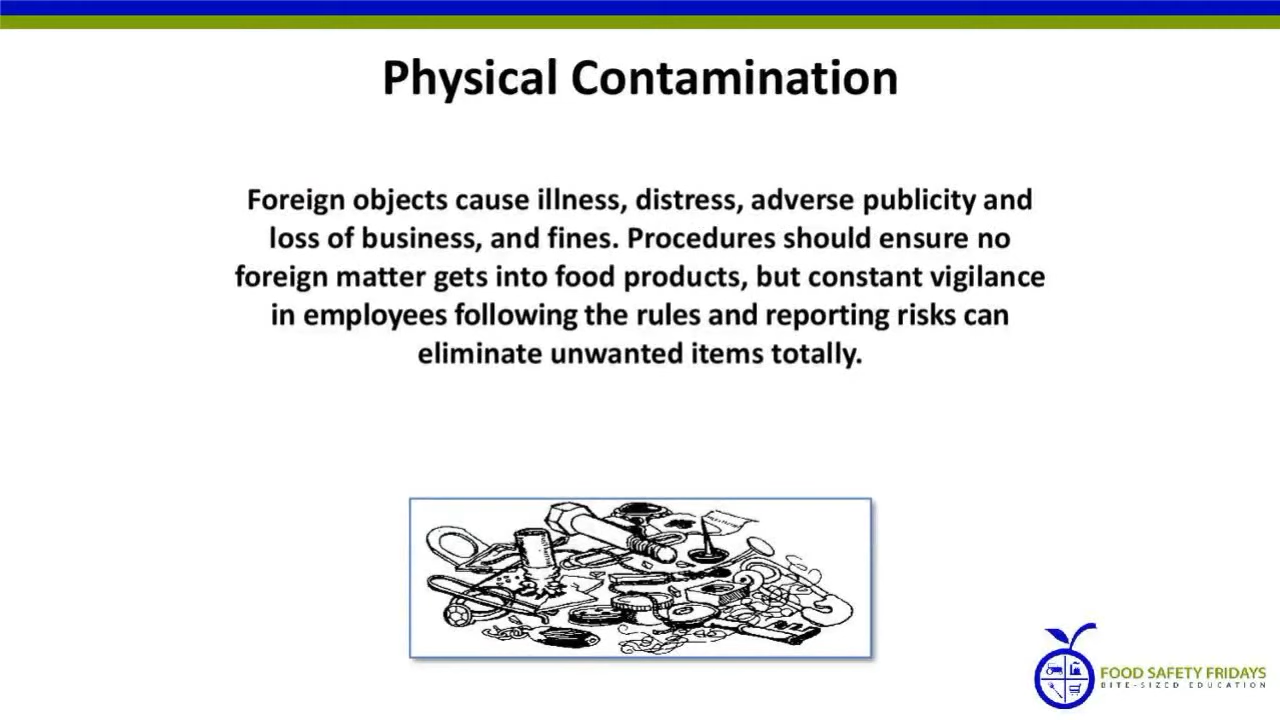 Physical Contamination
Foreign objects cause illness, distress, adverse publicity and
loss of business, and fines. Procedures should ensure no
foreign matter gets into food products, but constant vigilance
in employees following the rules and reporting risks can
eliminate unwanted items totally.
FOOD SAFETY FRIDAYS
BITE-SIZED EDUCATION